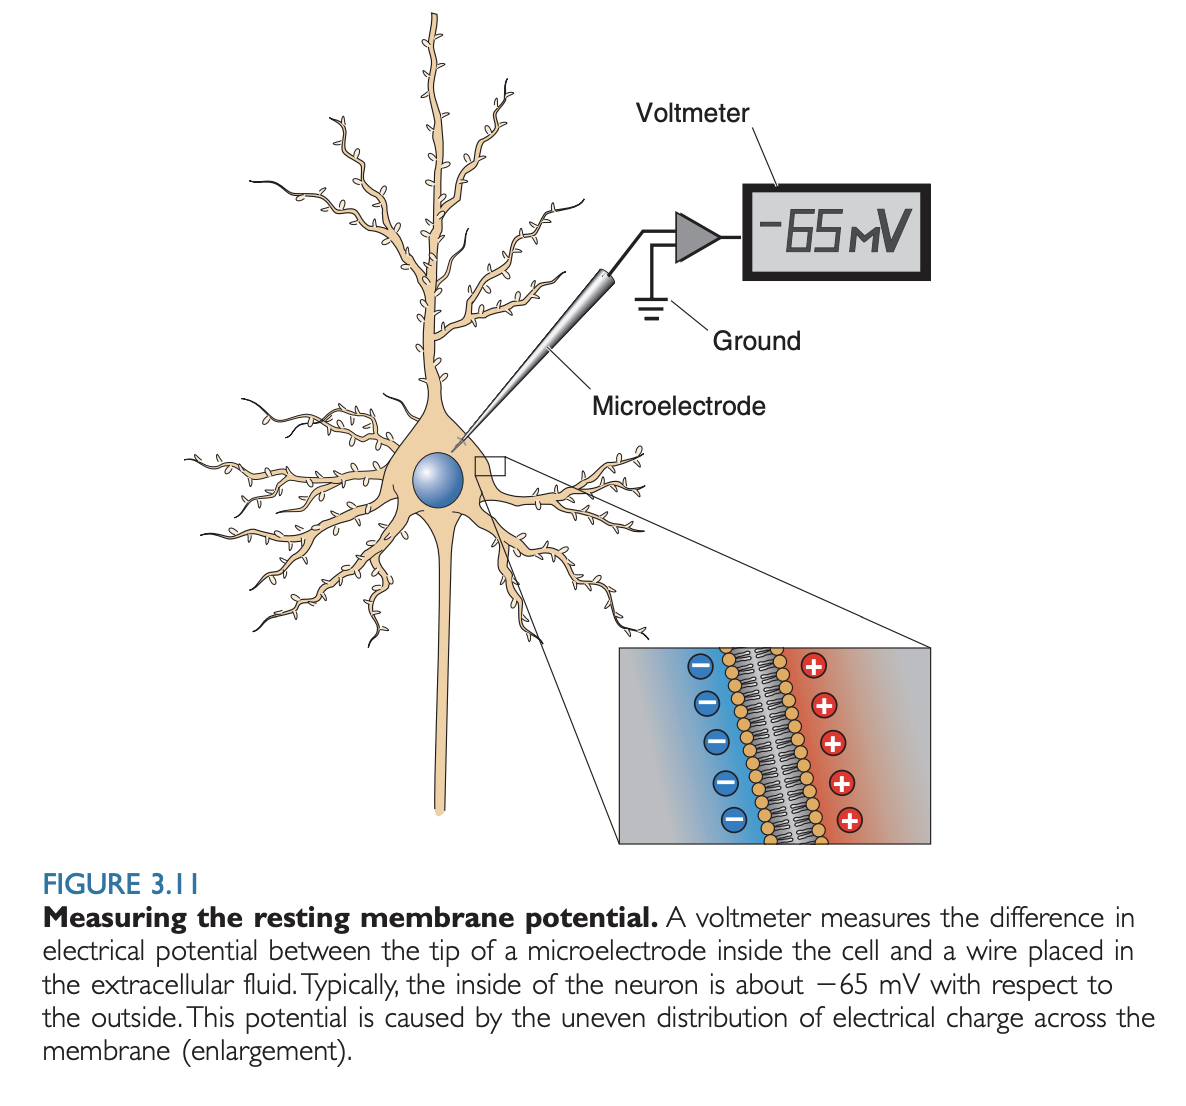 Voltmeter
−65 mV
Ground
Microelectrode
FIGURE 3.11
Measuring the resting membrane potential. A voltmeter measures the difference in
electrical potential between the tip of a microelectrode inside the cell and a wire placed in
the extracellular fluid. Typically, the inside of the neuron is about −65 mV with respect to
the outside. This potential is caused by the uneven distribution of electrical charge across the
membrane (enlargement).